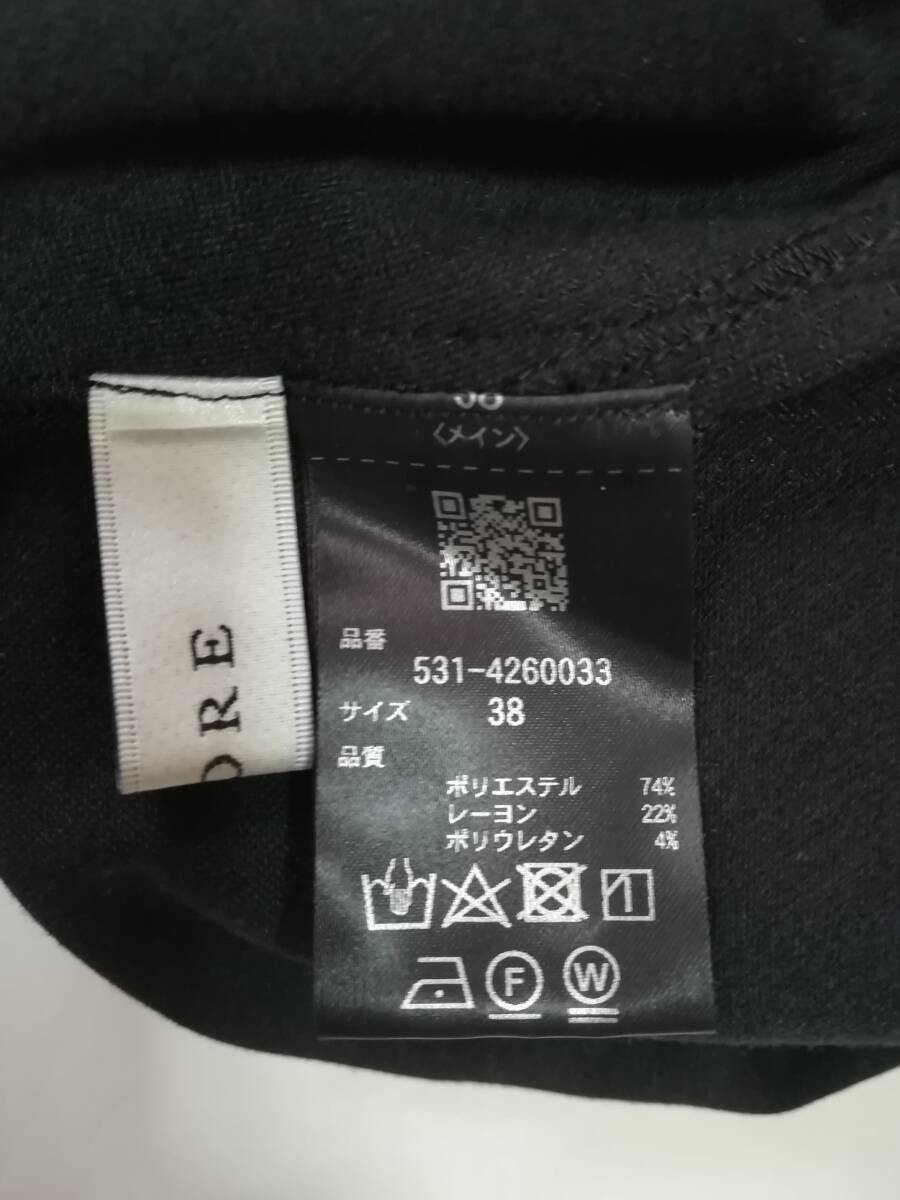 ORE
〈メイン〉
品番
531-4260033
サイズ 38
品質
ポリエステル 74%
レーヨン 22%
ポリウレタン 4%
F W